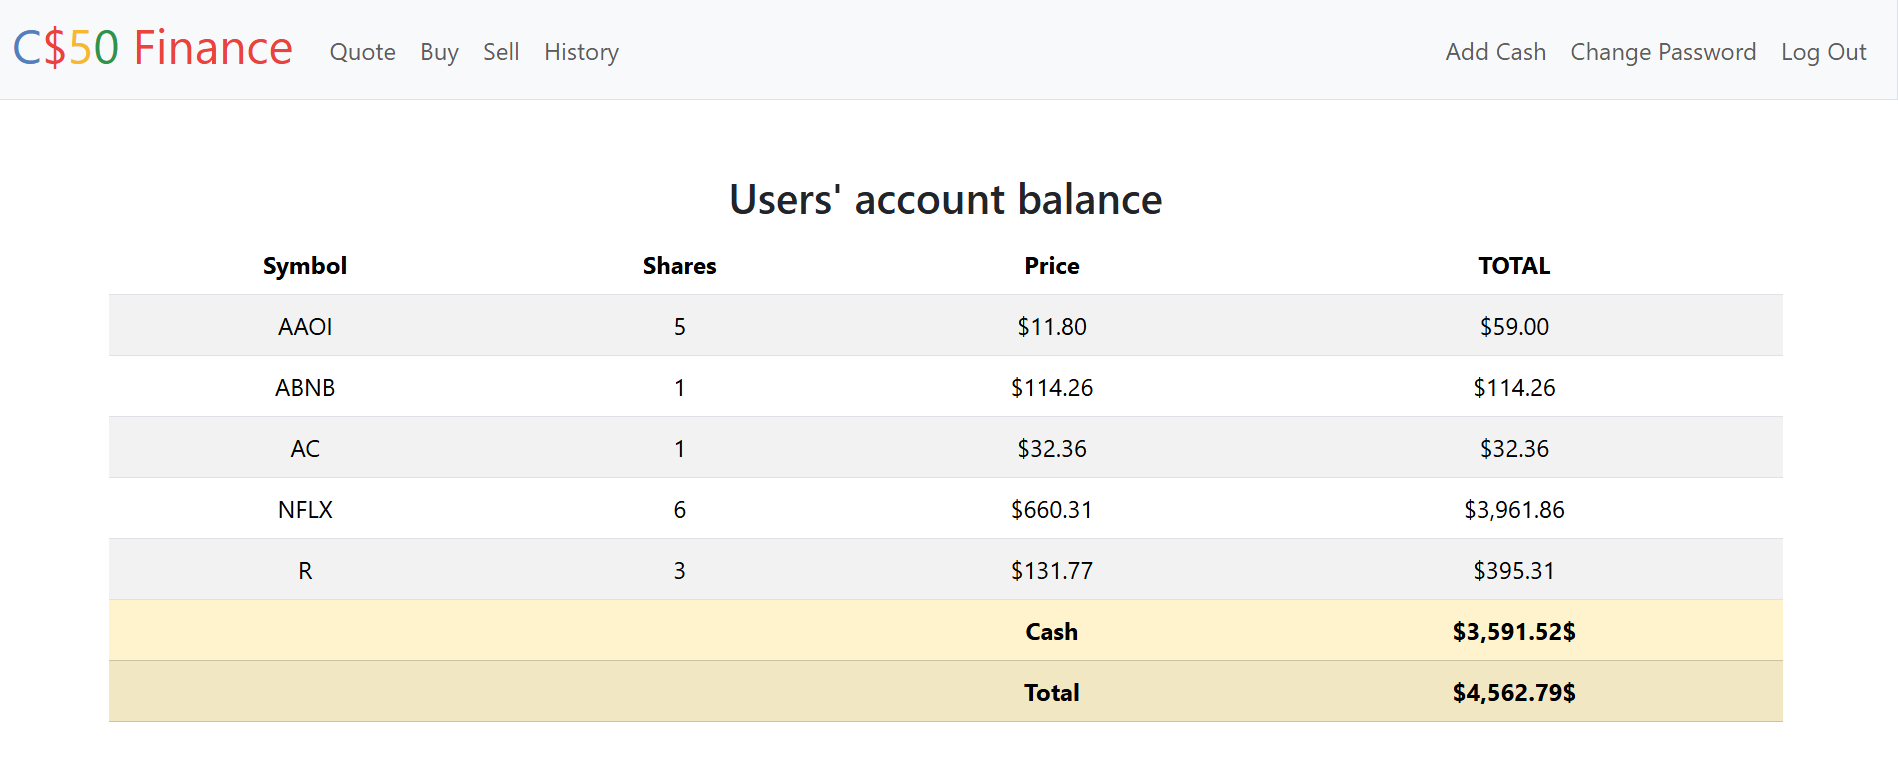 C$50 Finance Quote Buy Sell History Add Cash Change Password Log Out
Users' account balance
Symbol Shares Price TOTAL
AAOI 5 $11.80 $59.00
ABNB 1 $114.26 $114.26
AC 1 $32.36 $32.36
NFLX 6 $660.31 $3,961.86
R 3 $131.77 $395.31
Cash $3,591.52$
Total $4,562.79$